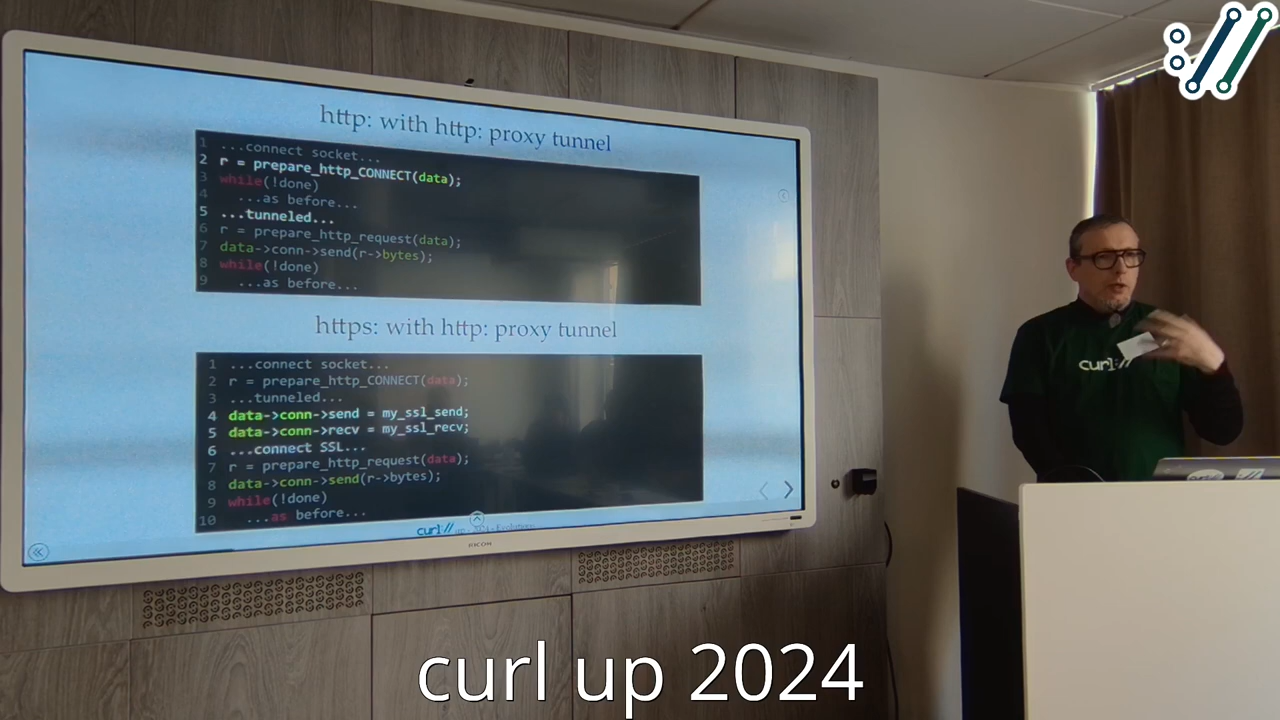 http: with http: proxy tunnel
1 ...connect socket...
2 r = prepare_http_CONNECT(data);
3 while(!done)
4 ...as before...
5 ...tunneled...
6 r = prepare_http_request(data);
7 data->conn->send(r->bytes);
8 while(!done)
9 ...as before...
https: with http: proxy tunnel
1 ...connect socket...
2 r = prepare_http_CONNECT(data);
3 ...tunneled...
4 data->conn->send = my_ssl_send;
5 data->conn->recv = my_ssl_recv;
6 ...connect SSL...
7 r = prepare_http_request(data);
8 data->conn->send(r->bytes);
9 while(!done)
10 ...as before...
curl://
RICOH
curl://
curl up 2024